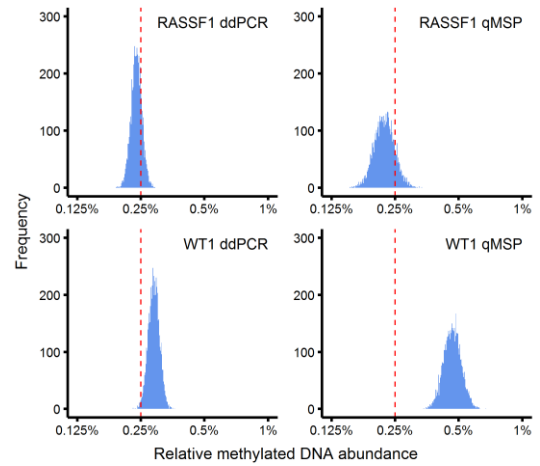 RASSF1 ddPCR
300
200
100
0
0.125% 0.25% 0.5% 1%
RASSF1 qMSP
300
200
100
0
0.125% 0.25% 0.5% 1%
WT1 ddPCR
300
200
100
0
0.125% 0.25% 0.5% 1%
WT1 qMSP
300
200
100
0
0.125% 0.25% 0.5% 1%
Frequency
Relative methylated DNA abundance